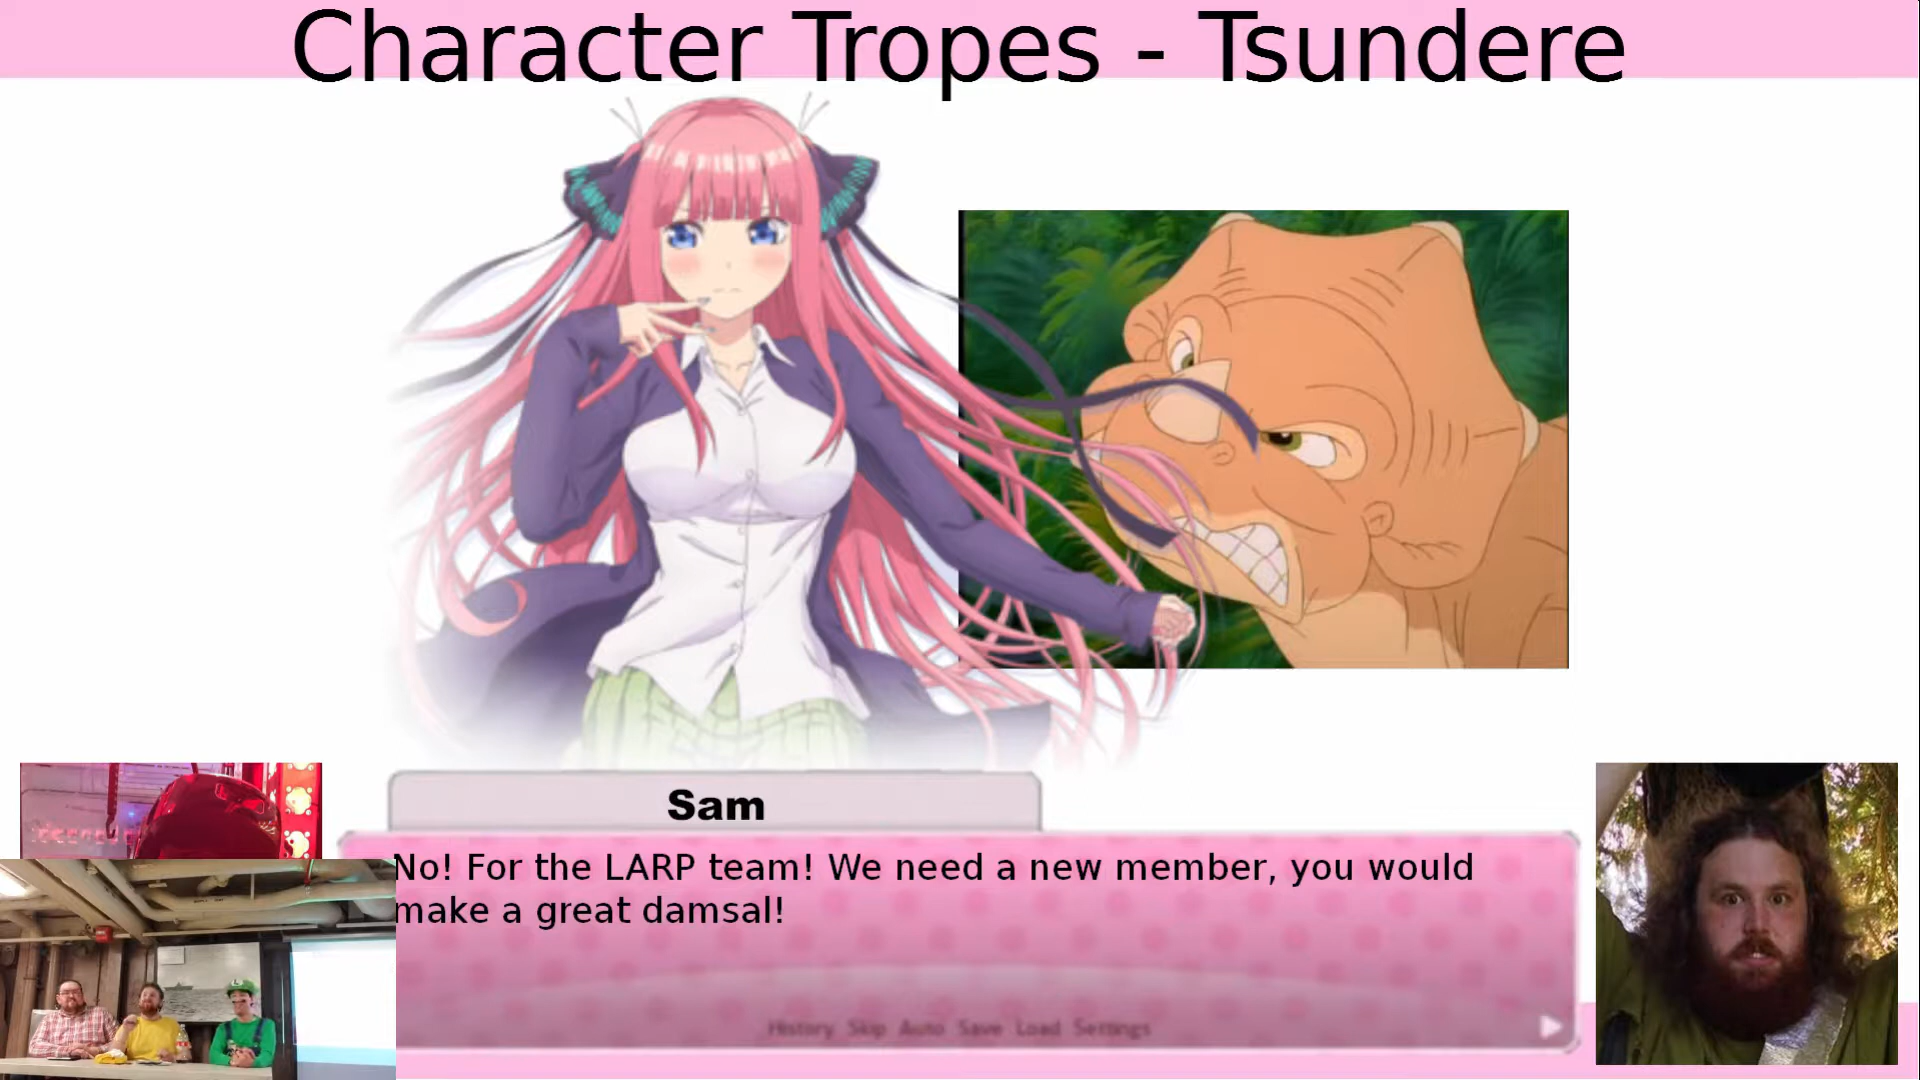 Character Tropes - Tsundere
Sam
No! For the LARP team! We need a new member, you would
make a great damsal!
History Skip Auto Save Load Settings
L